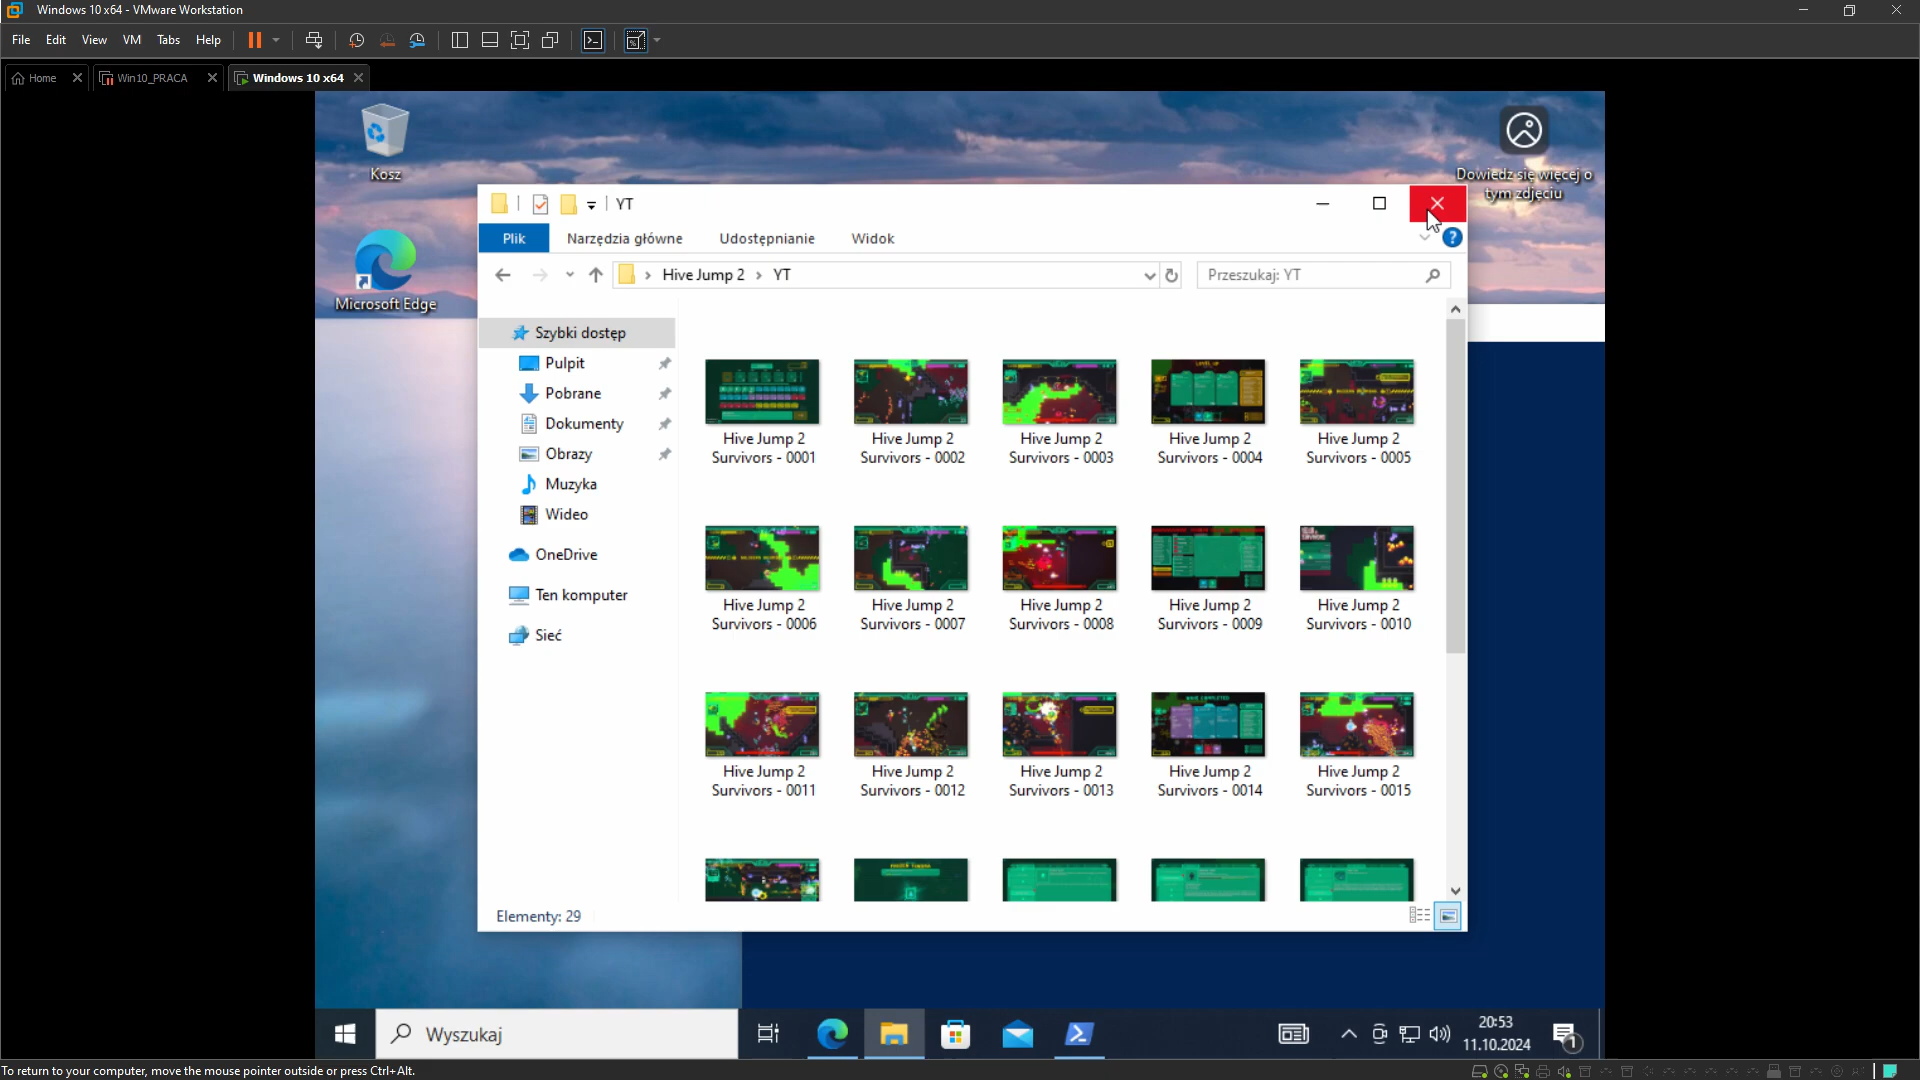 Windows 10 x64 - VMware Workstation
File Edit View VM Tabs Help
Home Win10_PRACA Windows 10 x64
Kosz
Dowiedz się więcej o
tym zdjęciu
Microsoft Edge
YT
Plik Narzędzia główne Udostępnianie Widok
Hive Jump 2 YT
Przeszukaj: YT
Szybki dostęp
Pulpit
Pobrane
Dokumenty
Obrazy
Muzyka
Wideo
OneDrive
Ten komputer
Sieć
Hive Jump 2
Survivors - 0001
Hive Jump 2
Survivors - 0002
Hive Jump 2
Survivors - 0003
Hive Jump 2
Survivors - 0004
Hive Jump 2
Survivors - 0005
Hive Jump 2
Survivors - 0006
Hive Jump 2
Survivors - 0007
Hive Jump 2
Survivors - 0008
Hive Jump 2
Survivors - 0009
Hive Jump 2
Survivors - 0010
Hive Jump 2
Survivors - 0011
Hive Jump 2
Survivors - 0012
Hive Jump 2
Survivors - 0013
Hive Jump 2
Survivors - 0014
Hive Jump 2
Survivors - 0015
Elementy: 29
Wyszukaj
20:53
11.10.2024
1
To return to your computer, move the mouse pointer outside or press Ctrl+Alt.